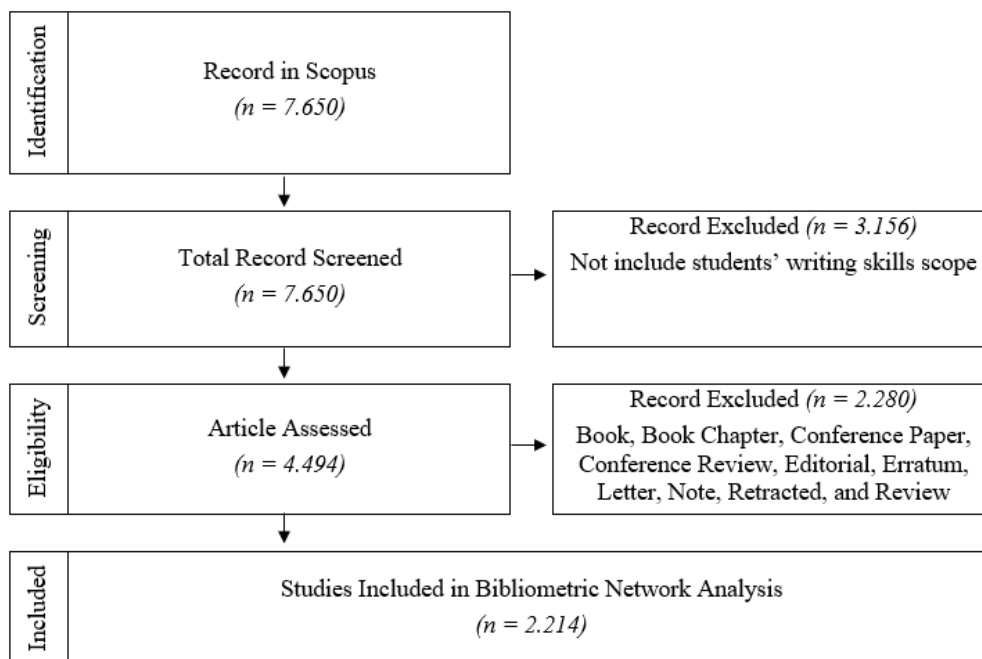 Identification
Record in Scopus
(n = 7.650)
Screening
Total Record Screened
(n = 7.650)
Record Excluded (n = 3.156)
Not include students’ writing skills scope
Eligibility
Article Assessed
(n = 4.494)
Record Excluded (n = 2.280)
Book, Book Chapter, Conference Paper,
Conference Review, Editorial, Erratum,
Letter, Note, Retracted, and Review
Included
Studies Included in Bibliometric Network Analysis
(n = 2.214)